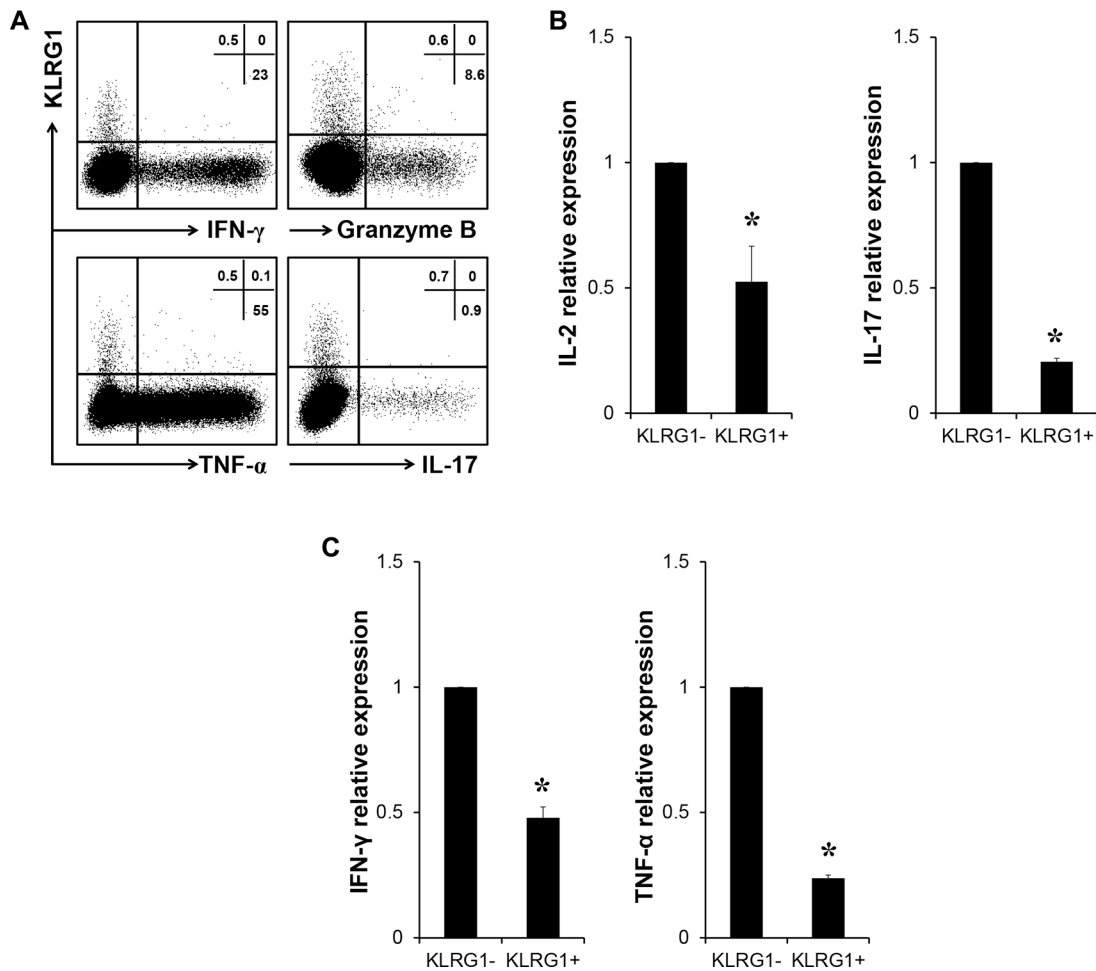 A
KLRG1
0.5 0
23
0.6 0
8.6
IFN-γ
Granzyme B
0.5 0.1
55
0.7 0
0.9
TNF-α
IL-17
B
IL-2 relative expression
1.5
1
0.5
0
KLRG1- KLRG1+
*
IL-17 relative expression
1.5
1
0.5
0
KLRG1- KLRG1+
*
C
IFN-γ relative expression
1.5
1
0.5
0
KLRG1- KLRG1+
*
TNF-α relative expression
1.5
1
0.5
0
KLRG1- KLRG1+
*